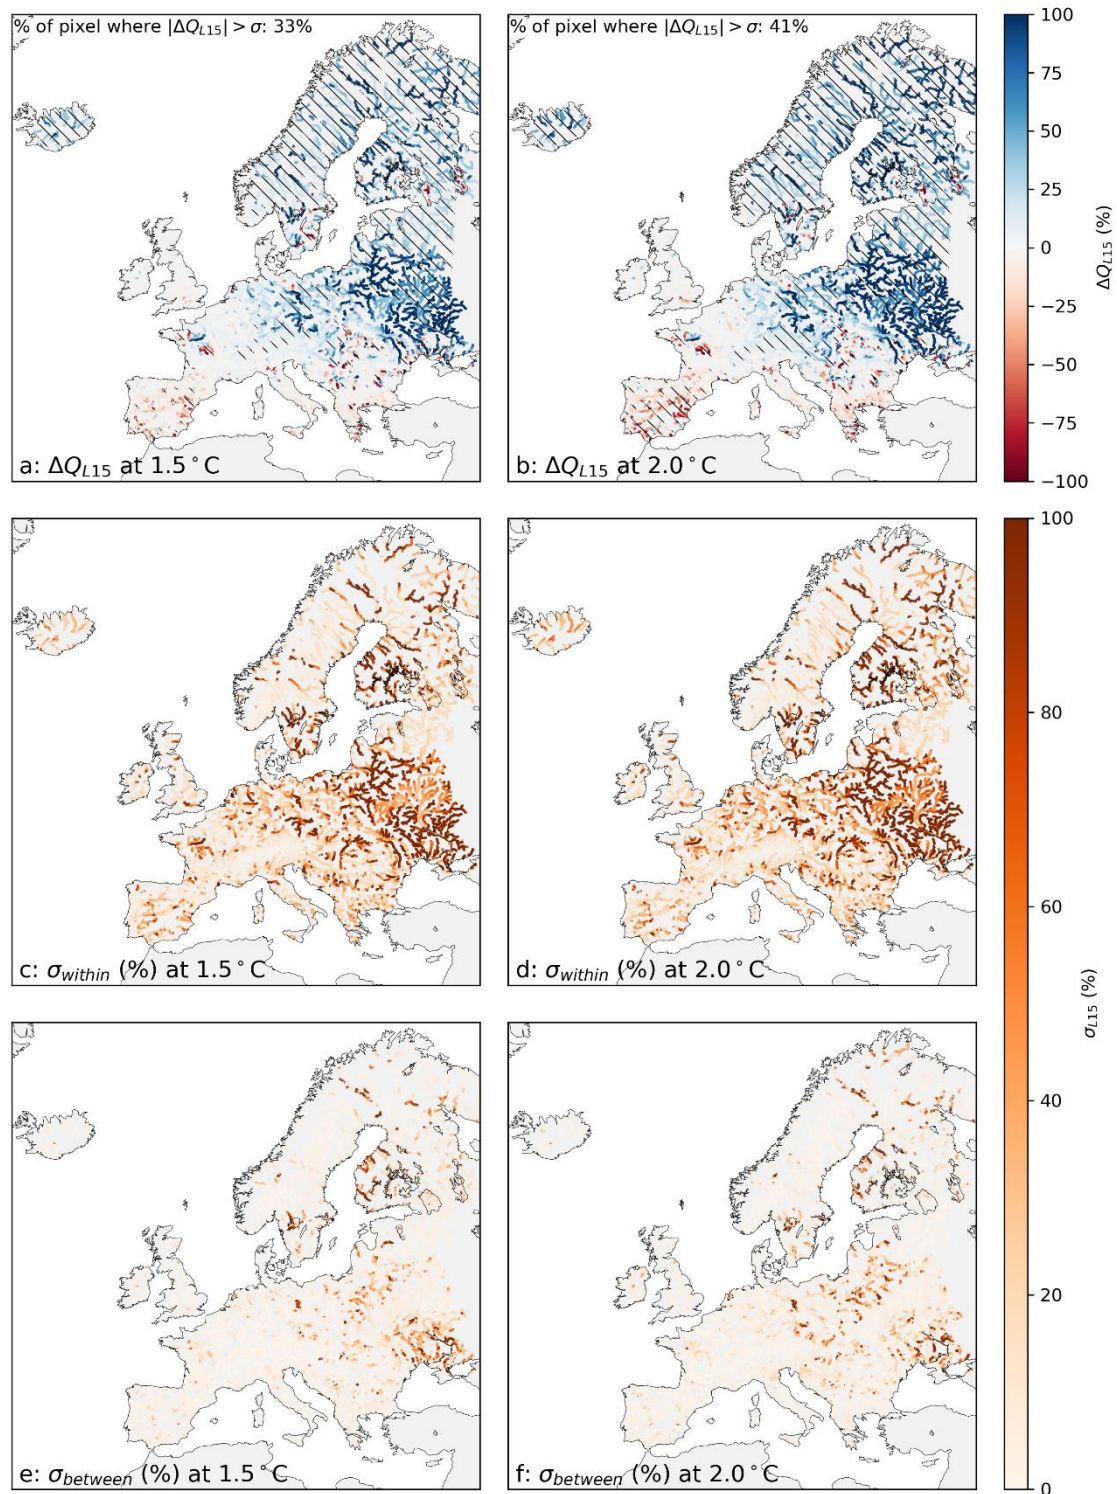 % of pixel where |ΔQ_L15| > σ: 33%
% of pixel where |ΔQ_L15| > σ: 41%
100
75
50
25
0
−25
−50
−75
−100
ΔQ_L15 (%)
a: ΔQ_L15 at 1.5°C
b: ΔQ_L15 at 2.0°C
100
80
60
40
20
0
σ_L15 (%)
c: σ_within (%) at 1.5°C
d: σ_within (%) at 2.0°C
e: σ_between (%) at 1.5°C
f: σ_between (%) at 2.0°C